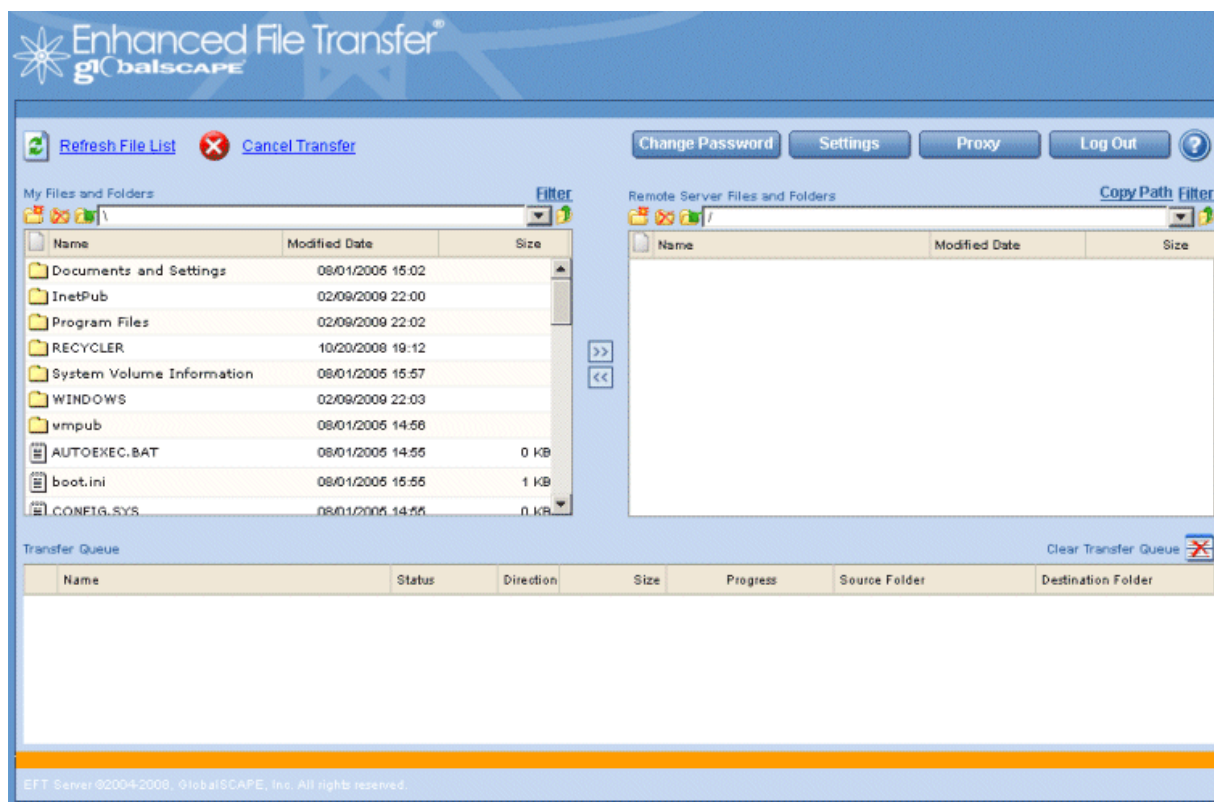 Enhanced File Transfer®
globalSCAPE
Refresh File List Cancel Transfer Change Password Settings Proxy Log Out ?
My Files and Folders Filter
\
Name Modified Date Size
Documents and Settings 08/01/2005 15:02
InetPub 02/09/2009 22:00
Program Files 02/09/2009 22:02
RECYCLER 10/20/2008 19:12
System Volume Information 08/01/2005 15:57
WINDOWS 02/09/2009 22:03
vmpub 08/01/2005 14:56
AUTOEXEC.BAT 08/01/2005 14:55 0 KB
boot.ini 08/01/2005 15:55 1 KB
CONFIG.SYS 08/01/2005 14:55 0 KB
>>
<<
Remote Server Files and Folders Copy Path Filter
/
Name Modified Date Size
Transfer Queue Clear Transfer Queue
Name Status Direction Size Progress Source Folder Destination Folder
EFT Server ©2004-2008, GlobalSCAPE, Inc. All rights reserved.